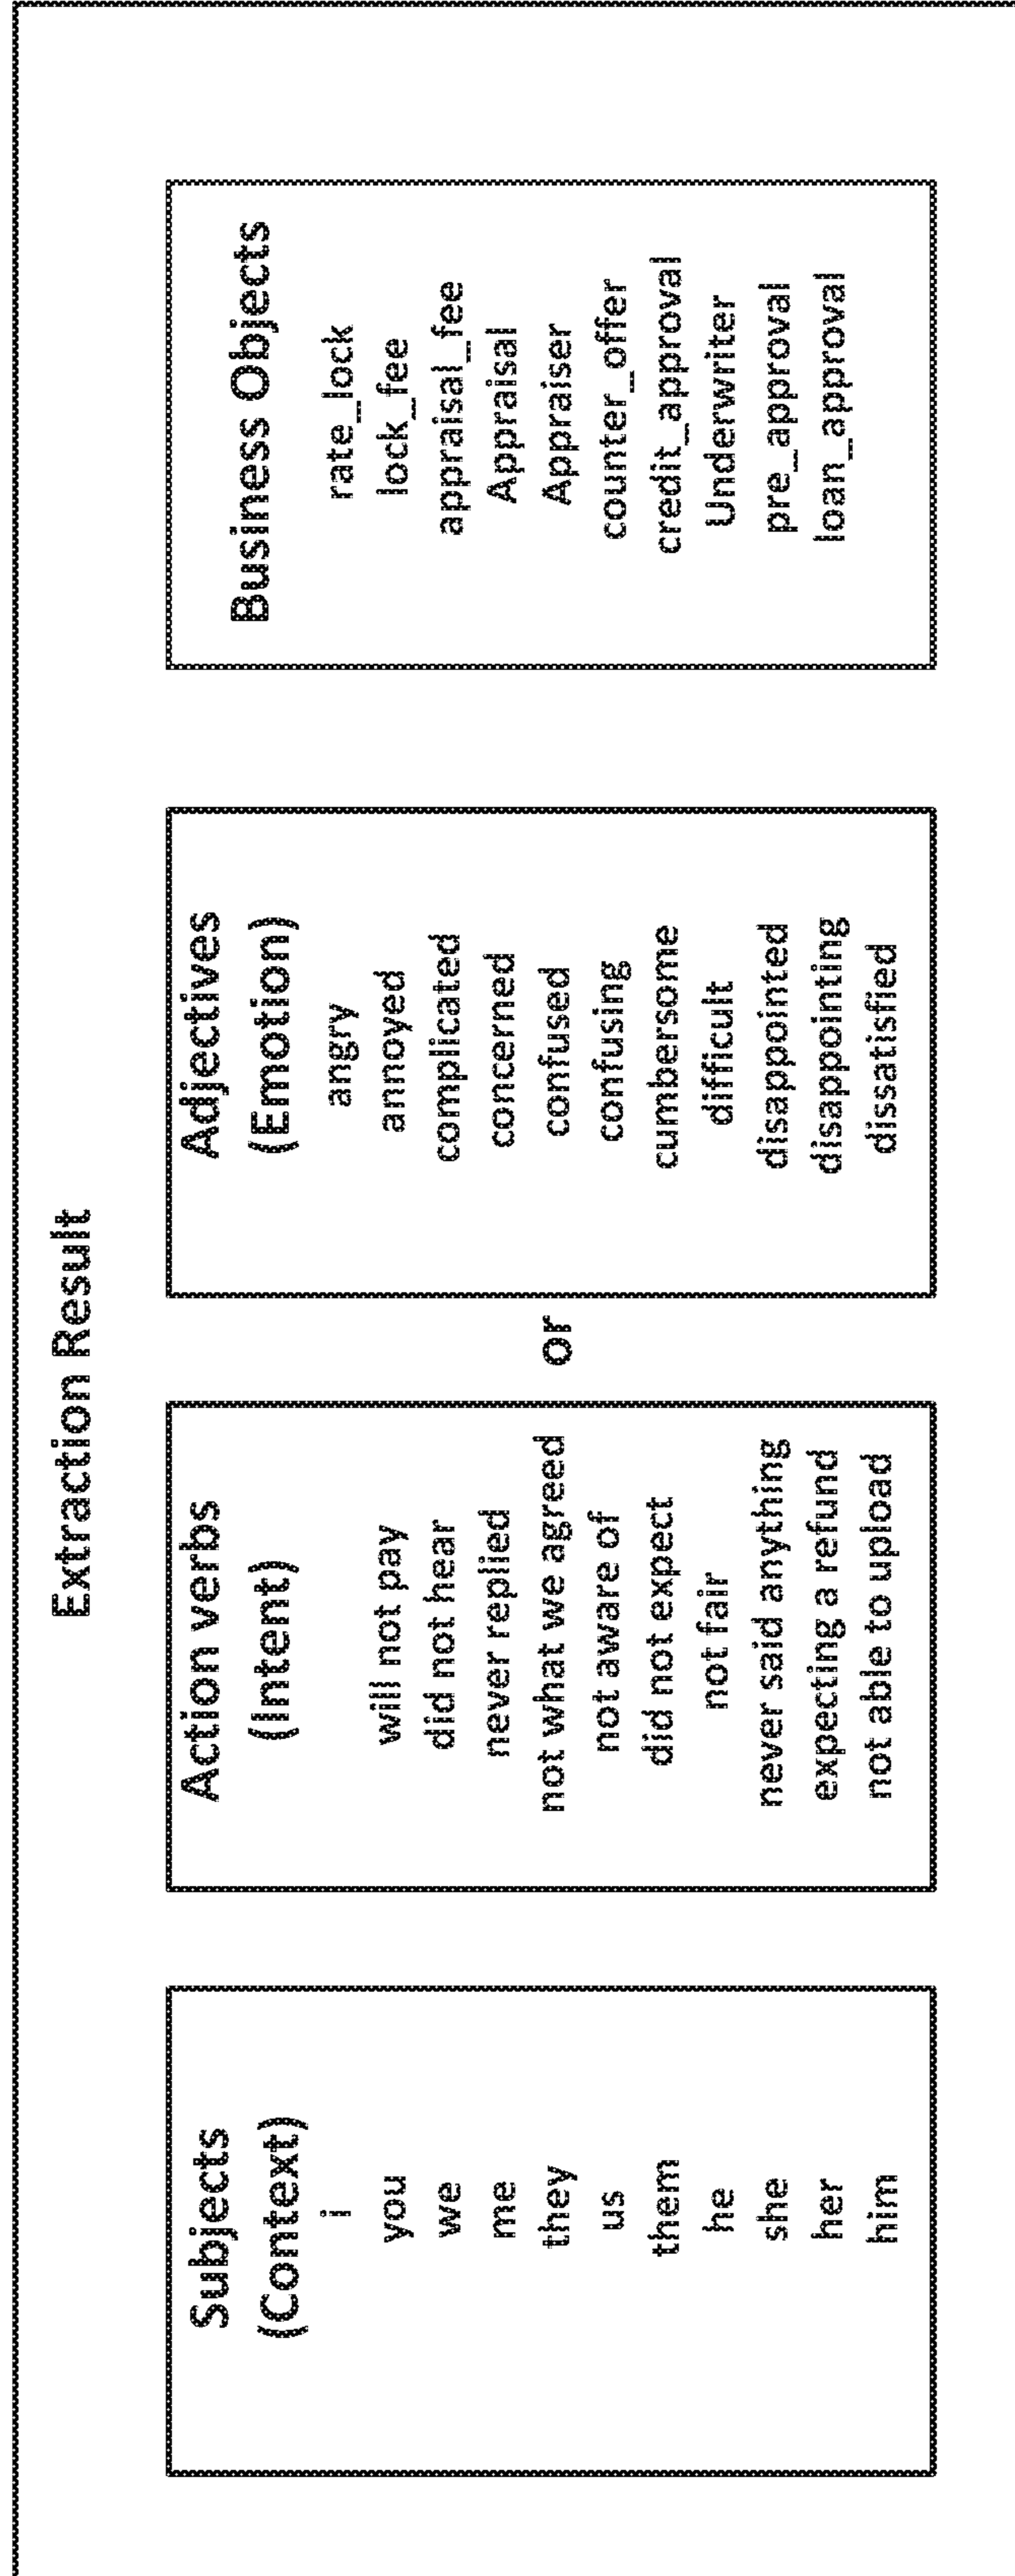 Extraction Result
Subjects
(Context)
i
you
we
me
they
us
them
he
she
her
him
Action verbs
(Intent)
will not pay
did not hear
never replied
not what we agreed
not aware of
did not expect
not fair
never said anything
expecting a refund
not able to upload
or
Adjectives
(Emotion)
angry
annoyed
complicated
concerned
confused
confusing
cumbersome
difficult
disappointed
disappointing
dissatisfied
Business Objects
rate_lock
lock_fee
appraisal_fee
Appraisal
Appraiser
counter_offer
credit_approval
Underwriter
pre_approval
loan_approval